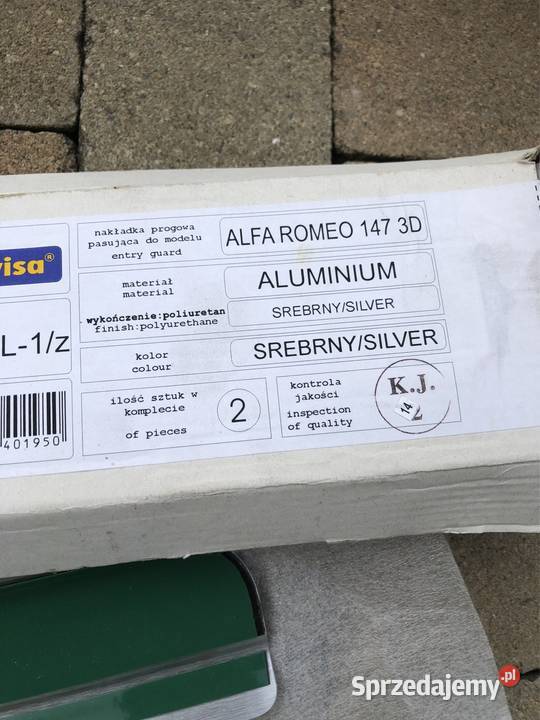 visa®
L-1/z
401950
nakładka progowa
pasująca do modelu
entry guard
ALFA ROMEO 147 3D
materiał
material
ALUMINIUM
wykończenie:poliuretan
finish:polyurethane
SREBRNY/SILVER
kolor
colour
SREBRNY/SILVER
ilość sztuk w
komplecie
of pieces
2
kontrola
jakości
inspection
of quality
K.J.
14
2
Sprzedajemy.pl